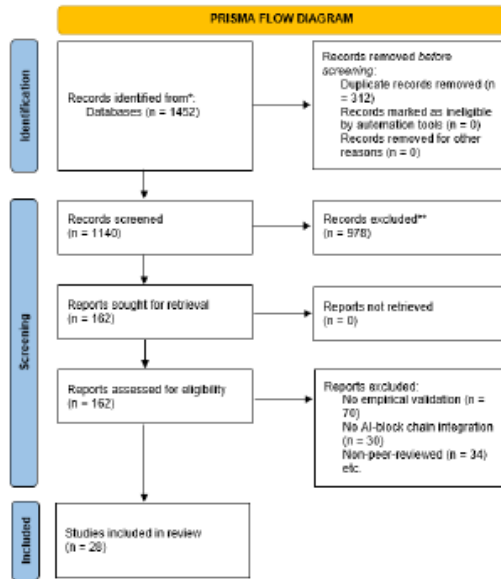 PRISMA FLOW DIAGRAM
Identification
Records identified from*:
Databases (n = 1452)
Records removed before
screening:
Duplicate records removed (n
= 312)
Records marked as ineligible
by automation tools (n = 0)
Records removed for other
reasons (n = 0)
Screening
Records screened
(n = 1140)
Records excluded**
(n = 978)
Reports sought for retrieval
(n = 162)
Reports not retrieved
(n = 0)
Reports assessed for eligibility
(n = 162)
Reports excluded:
No empirical validation (n =
70)
No AI-block chain integration
(n = 30)
Non-peer-reviewed (n = 34)
etc.
Included
Studies included in review
(n = 28)